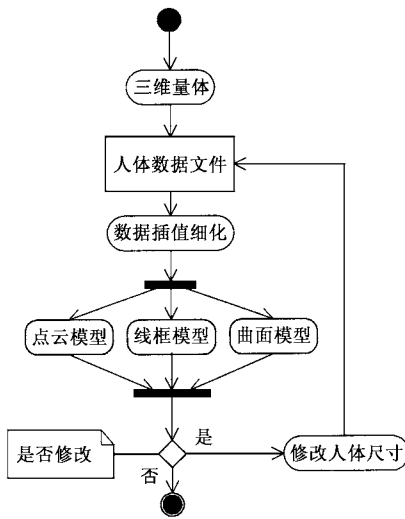 三维量体
人体数据文件
数据插值细化
点云模型
线框模型
曲面模型
是否修改
是
修改人体尺寸
否